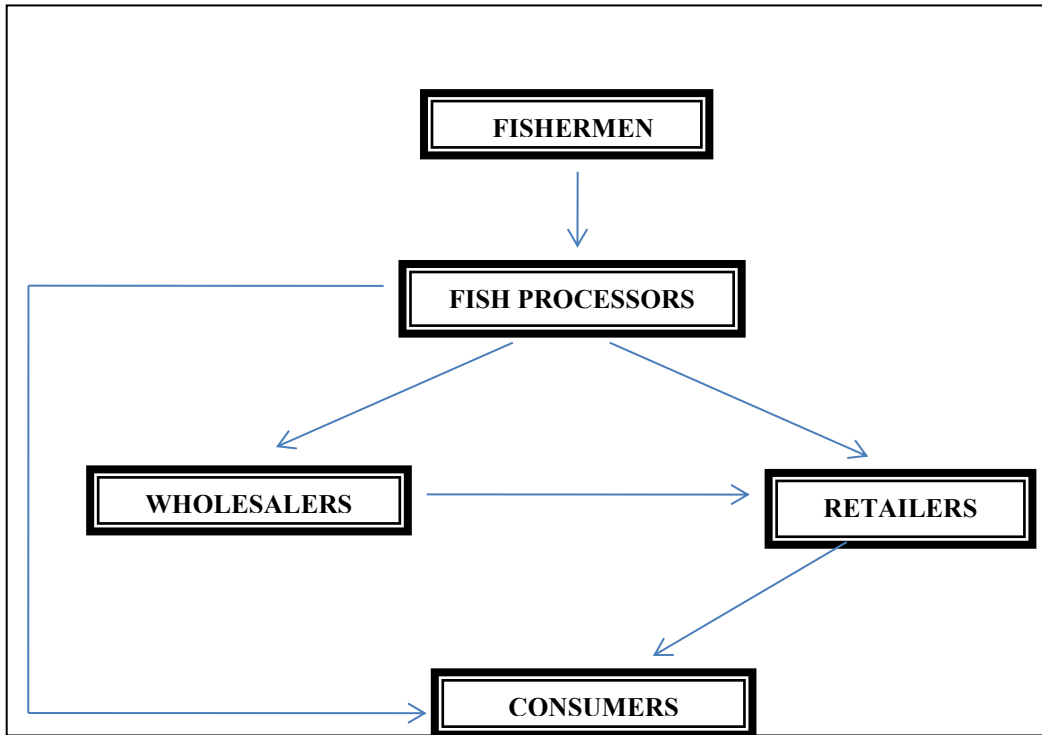 FISHERMEN
FISH PROCESSORS
WHOLESALERS
RETAILERS
CONSUMERS